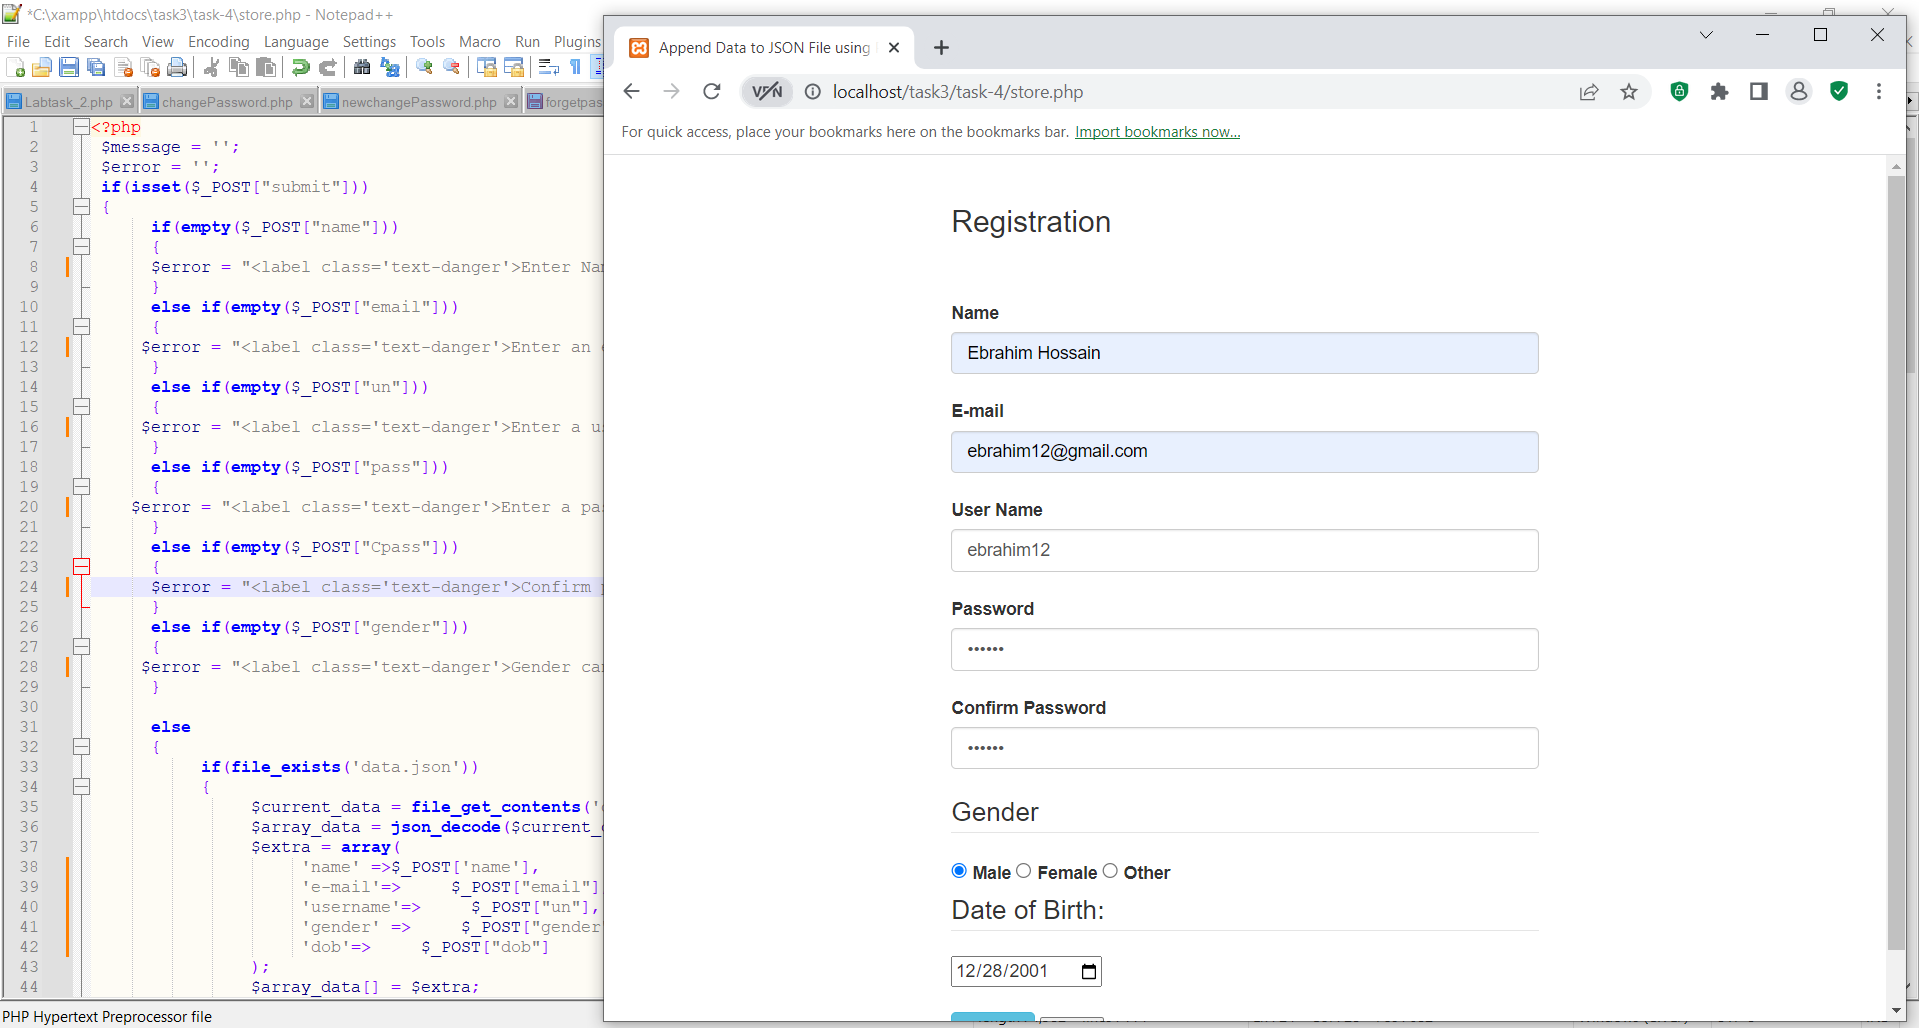 *C:\xampp\htdocs\task3\task-4\store.php - Notepad++
File Edit Search View Encoding Language Settings Tools Macro Run Plugins
Labtask_2.php changePassword.php newchangePassword.php forgetpas
1 <?php
2 $message = '';
3 $error = '';
4 if(isset($_POST["submit"]))
5 {
6 if(empty($_POST["name"]))
7 {
8 $error = "<label class='text-danger'>Enter Nam
9 }
10 else if(empty($_POST["email"]))
11 {
12 $error = "<label class='text-danger'>Enter an
13 }
14 else if(empty($_POST["un"]))
15 {
16 $error = "<label class='text-danger'>Enter a us
17 }
18 else if(empty($_POST["pass"]))
19 {
20 $error = "<label class='text-danger'>Enter a pa
21 }
22 else if(empty($_POST["Cpass"]))
23 {
24 $error = "<label class='text-danger'>Confirm
25 }
26 else if(empty($_POST["gender"]))
27 {
28 $error = "<label class='text-danger'>Gender can
29 }
30
31 else
32 {
33 if(file_exists('data.json'))
34 {
35 $current_data = file_get_contents('
36 $array_data = json_decode($current_
37 $extra = array(
38 'name' =>$_POST['name'],
39 'e-mail'=> $_POST["email"]
40 'username'=> $_POST["un"],
41 'gender' => $_POST["gender
42 'dob'=> $_POST["dob"]
43 );
44 $array_data[] = $extra;
PHP Hypertext Preprocessor file
Append Data to JSON File using
VPN localhost/task3/task-4/store.php
For quick access, place your bookmarks here on the bookmarks bar. Import bookmarks now...
Registration
Name
Ebrahim Hossain
E-mail
ebrahim12@gmail.com
User Name
ebrahim12
Password
••••••
Confirm Password
••••••
Gender
Male Female Other
Date of Birth:
12/28/2001